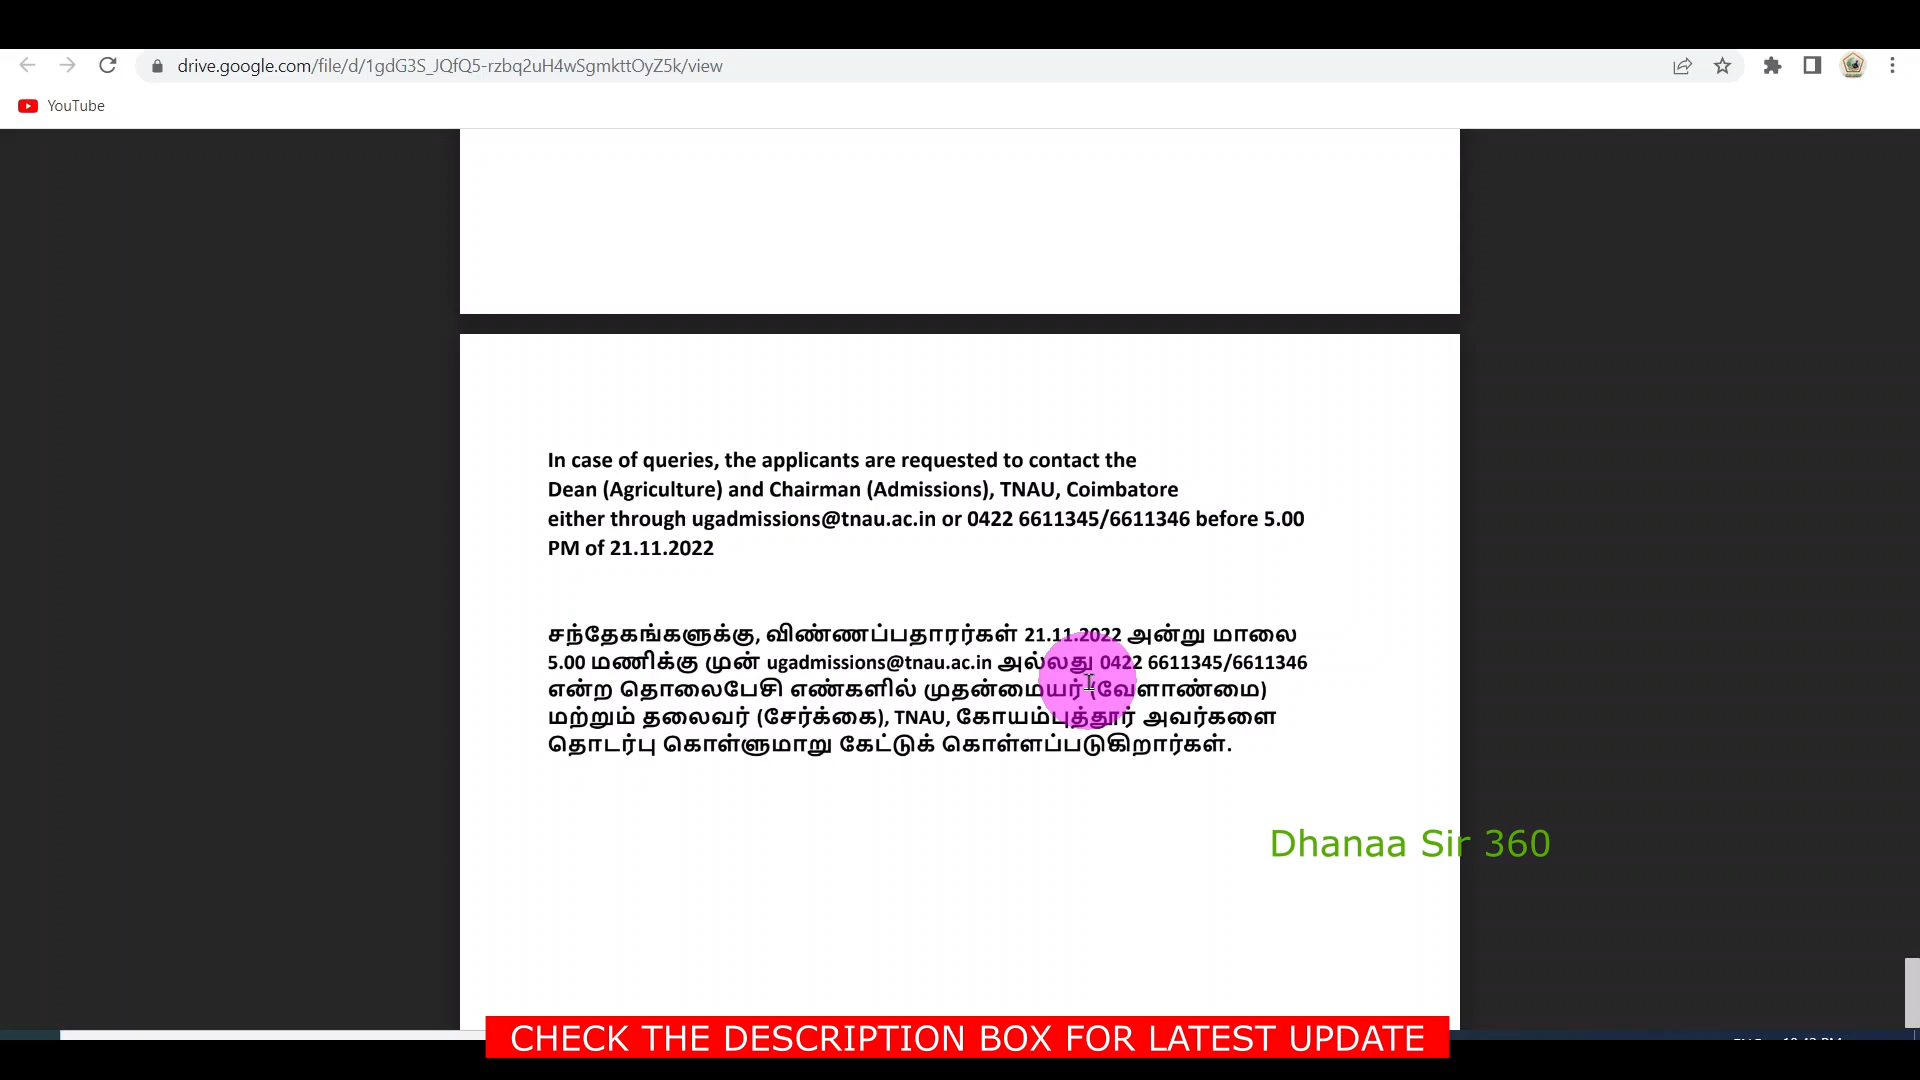 drive.google.com/file/d/1gdG3S_JQfQ5-rzbq2uH4wSgmkttOyZ5k/view
YouTube
In case of queries, the applicants are requested to contact the
Dean (Agriculture) and Chairman (Admissions), TNAU, Coimbatore
either through ugadmissions@tnau.ac.in or 0422 6611345/6611346 before 5.00
PM of 21.11.2022
சந்தேகங்களுக்கு, விண்ணப்பதாரர்கள் 21.11.2022 அன்று மாலை
5.00 மணிக்கு முன் ugadmissions@tnau.ac.in அல்லது 0422 6611345/6611346
என்ற தொலைபேசி எண்களில் முதன்மையர் (வேளாண்மை)
மற்றும் தலைவர் (சேர்க்கை), TNAU, கோயம்புத்தூர் அவர்களை
தொடர்பு கொள்ளுமாறு கேட்டுக் கொள்ளப்படுகிறார்கள்.
Dhanaa Sir 360
CHECK THE DESCRIPTION BOX FOR LATEST UPDATE